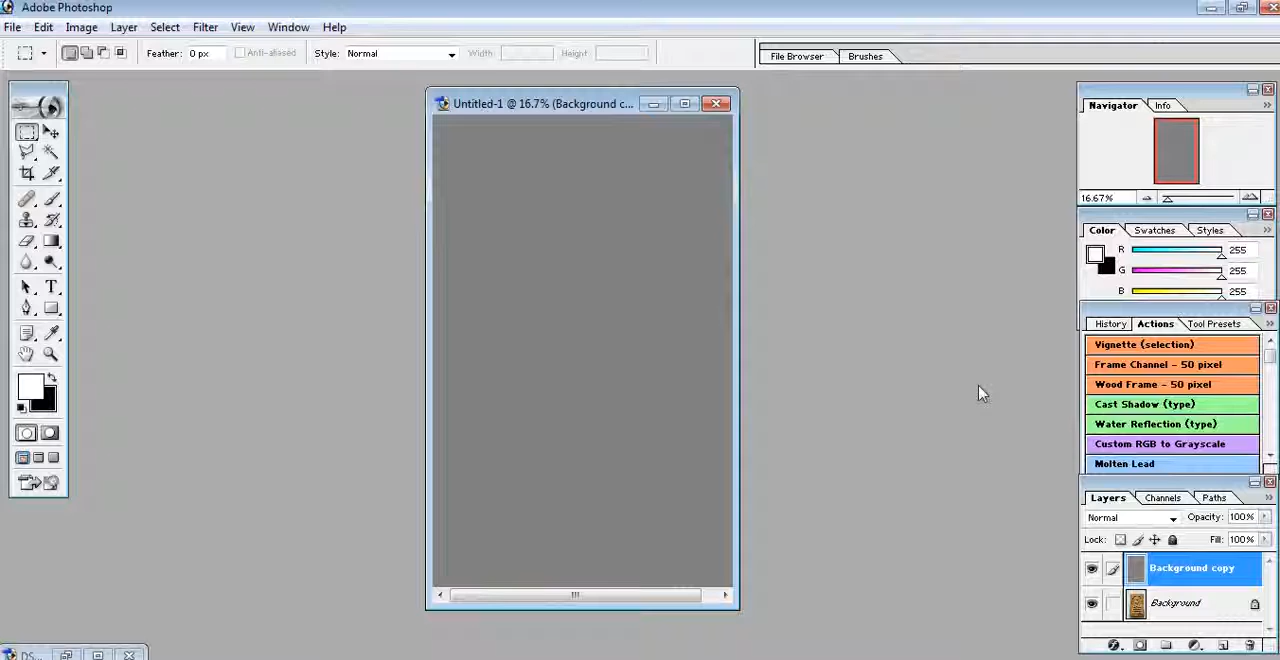 Adobe Photoshop
File Edit Image Layer Select Filter View Window Help
Feather: 0 px Anti-aliased Style: Normal Width Height File Browser Brushes
Untitled-1 @ 16.7% (Background c...
Navigator Info
16.67%
Color Swatches Styles
R 255
G 255
B 255
History Actions Tool Presets
Vignette (selection)
Frame Channel - 50 pixel
Wood Frame - 50 pixel
Cast Shadow (type)
Water Reflection (type)
Custom RGB to Grayscale
Molten Lead
Layers Channels Paths
Normal Opacity: 100%
Lock: Fill: 100%
Background copy
Background
DS...